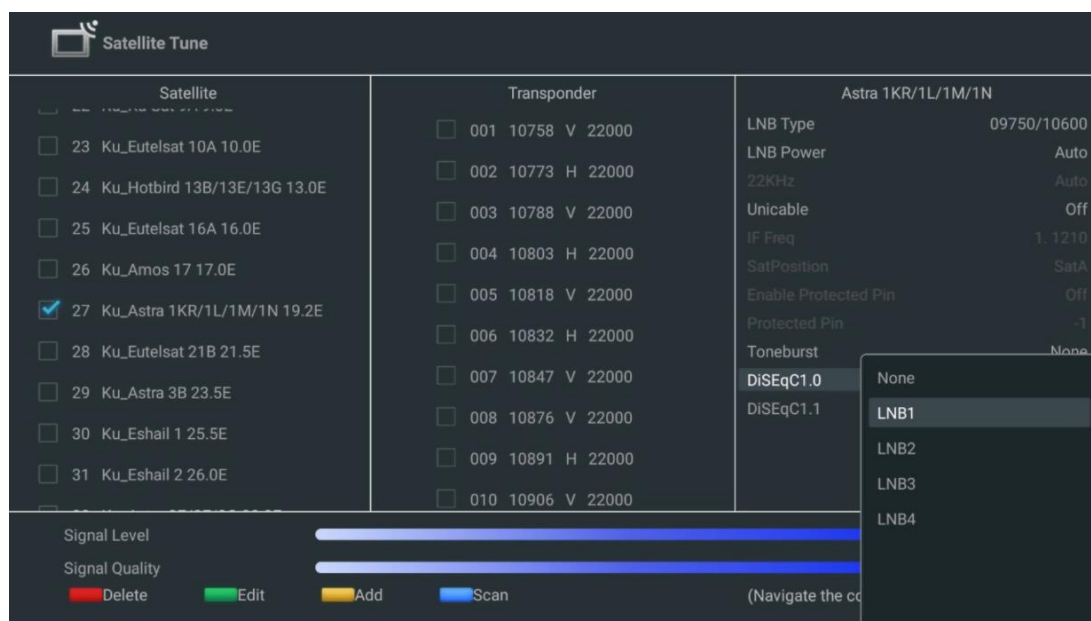 Satellite Tune
Satellite
23 Ku_Eutelsat 10A 10.0E
24 Ku_Hotbird 13B/13E/13G 13.0E
25 Ku_Eutelsat 16A 16.0E
26 Ku_Amos 17 17.0E
27 Ku_Astra 1KR/1L/1M/1N 19.2E
28 Ku_Eutelsat 21B 21.5E
29 Ku_Astra 3B 23.5E
30 Ku_Eshail 1 25.5E
31 Ku_Eshail 2 26.0E
Transponder
001 10758 V 22000
002 10773 H 22000
003 10788 V 22000
004 10803 H 22000
005 10818 V 22000
006 10832 H 22000
007 10847 V 22000
008 10876 V 22000
009 10891 H 22000
010 10906 V 22000
Astra 1KR/1L/1M/1N
LNB Type 09750/10600
LNB Power Auto
22KHz Auto
Unicable Off
IF Freq 1. 1210
SatPosition SatA
Enable Protected Pin Off
Protected Pin -1
Toneburst None
DiSEqC1.0
DiSEqC1.1
None
LNB1
LNB2
LNB3
LNB4
Signal Level
Signal Quality
Delete Edit Add Scan (Navigate the